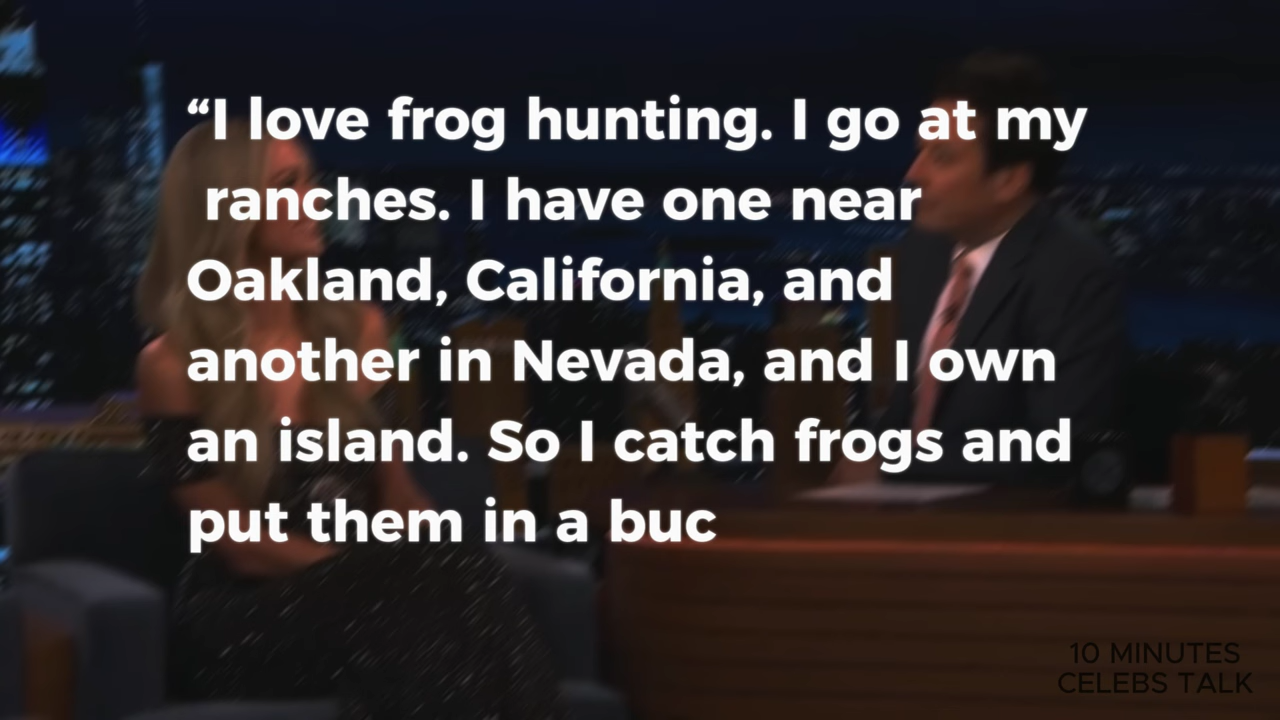 “I love frog hunting. I go at my
ranches. I have one near
Oakland, California, and
another in Nevada, and I own
an island. So I catch frogs and
put them in a buc
10 MINUTES
CELEBS TALK